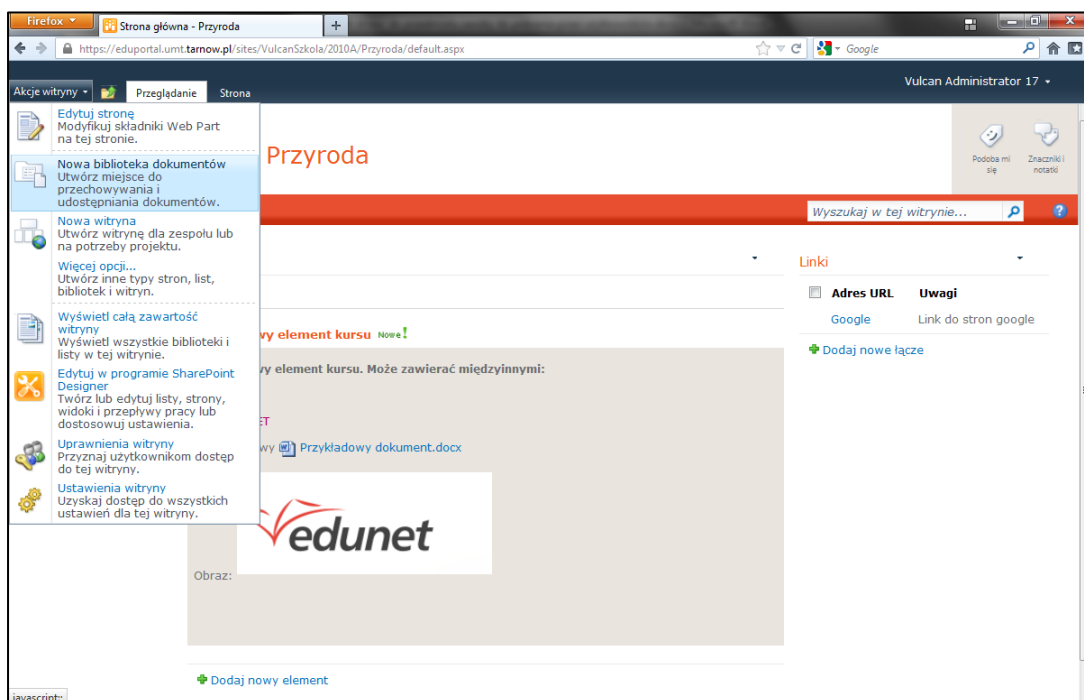 Firefox
Strona główna - Przyroda
+
https://eduportal.umt.tarnow.pl/sites/VulcanSzkola/2010A/Przyroda/default.aspx
Google
Vulcan Administrator 17
Akcje witryny
Przeglądanie
Strona
Edytuj stronę
Modyfikuj składniki Web Part
na tej stronie.
Nowa biblioteka dokumentów
Utwórz miejsce do
przechowywania i
udostępniania dokumentów.
Nowa witryna
Utwórz witrynę dla zespołu lub
na potrzeby projektu.
Więcej opcji...
Utwórz inne typy stron, list,
bibliotek i witryn.
Wyświetl całą zawartość
witryny
Wyświetl wszystkie biblioteki i
listy w tej witrynie.
Edytuj w programie SharePoint
Designer
Twórz lub edytuj listy, strony,
widoki i przepływy pracy lub
dostosowuj ustawienia.
Uprawnienia witryny
Przyznaj użytkownikom dostęp
do tej witryny.
Ustawienia witryny
Uzyskaj dostęp do wszystkich
ustawień dla tej witryny.
Przyroda
Podoba mi
się
Znaczniki i
notatki
Wyszukaj w tej witrynie...
Linki
Adres URL Uwagi
Google Link do stron google
Dodaj nowe łącze
wy element kursu Nowe!
wy element kursu. Może zawierać międzyinnymi:
ET
wy Przykładowy dokument.docx
edunet
Obraz:
Dodaj nowy element